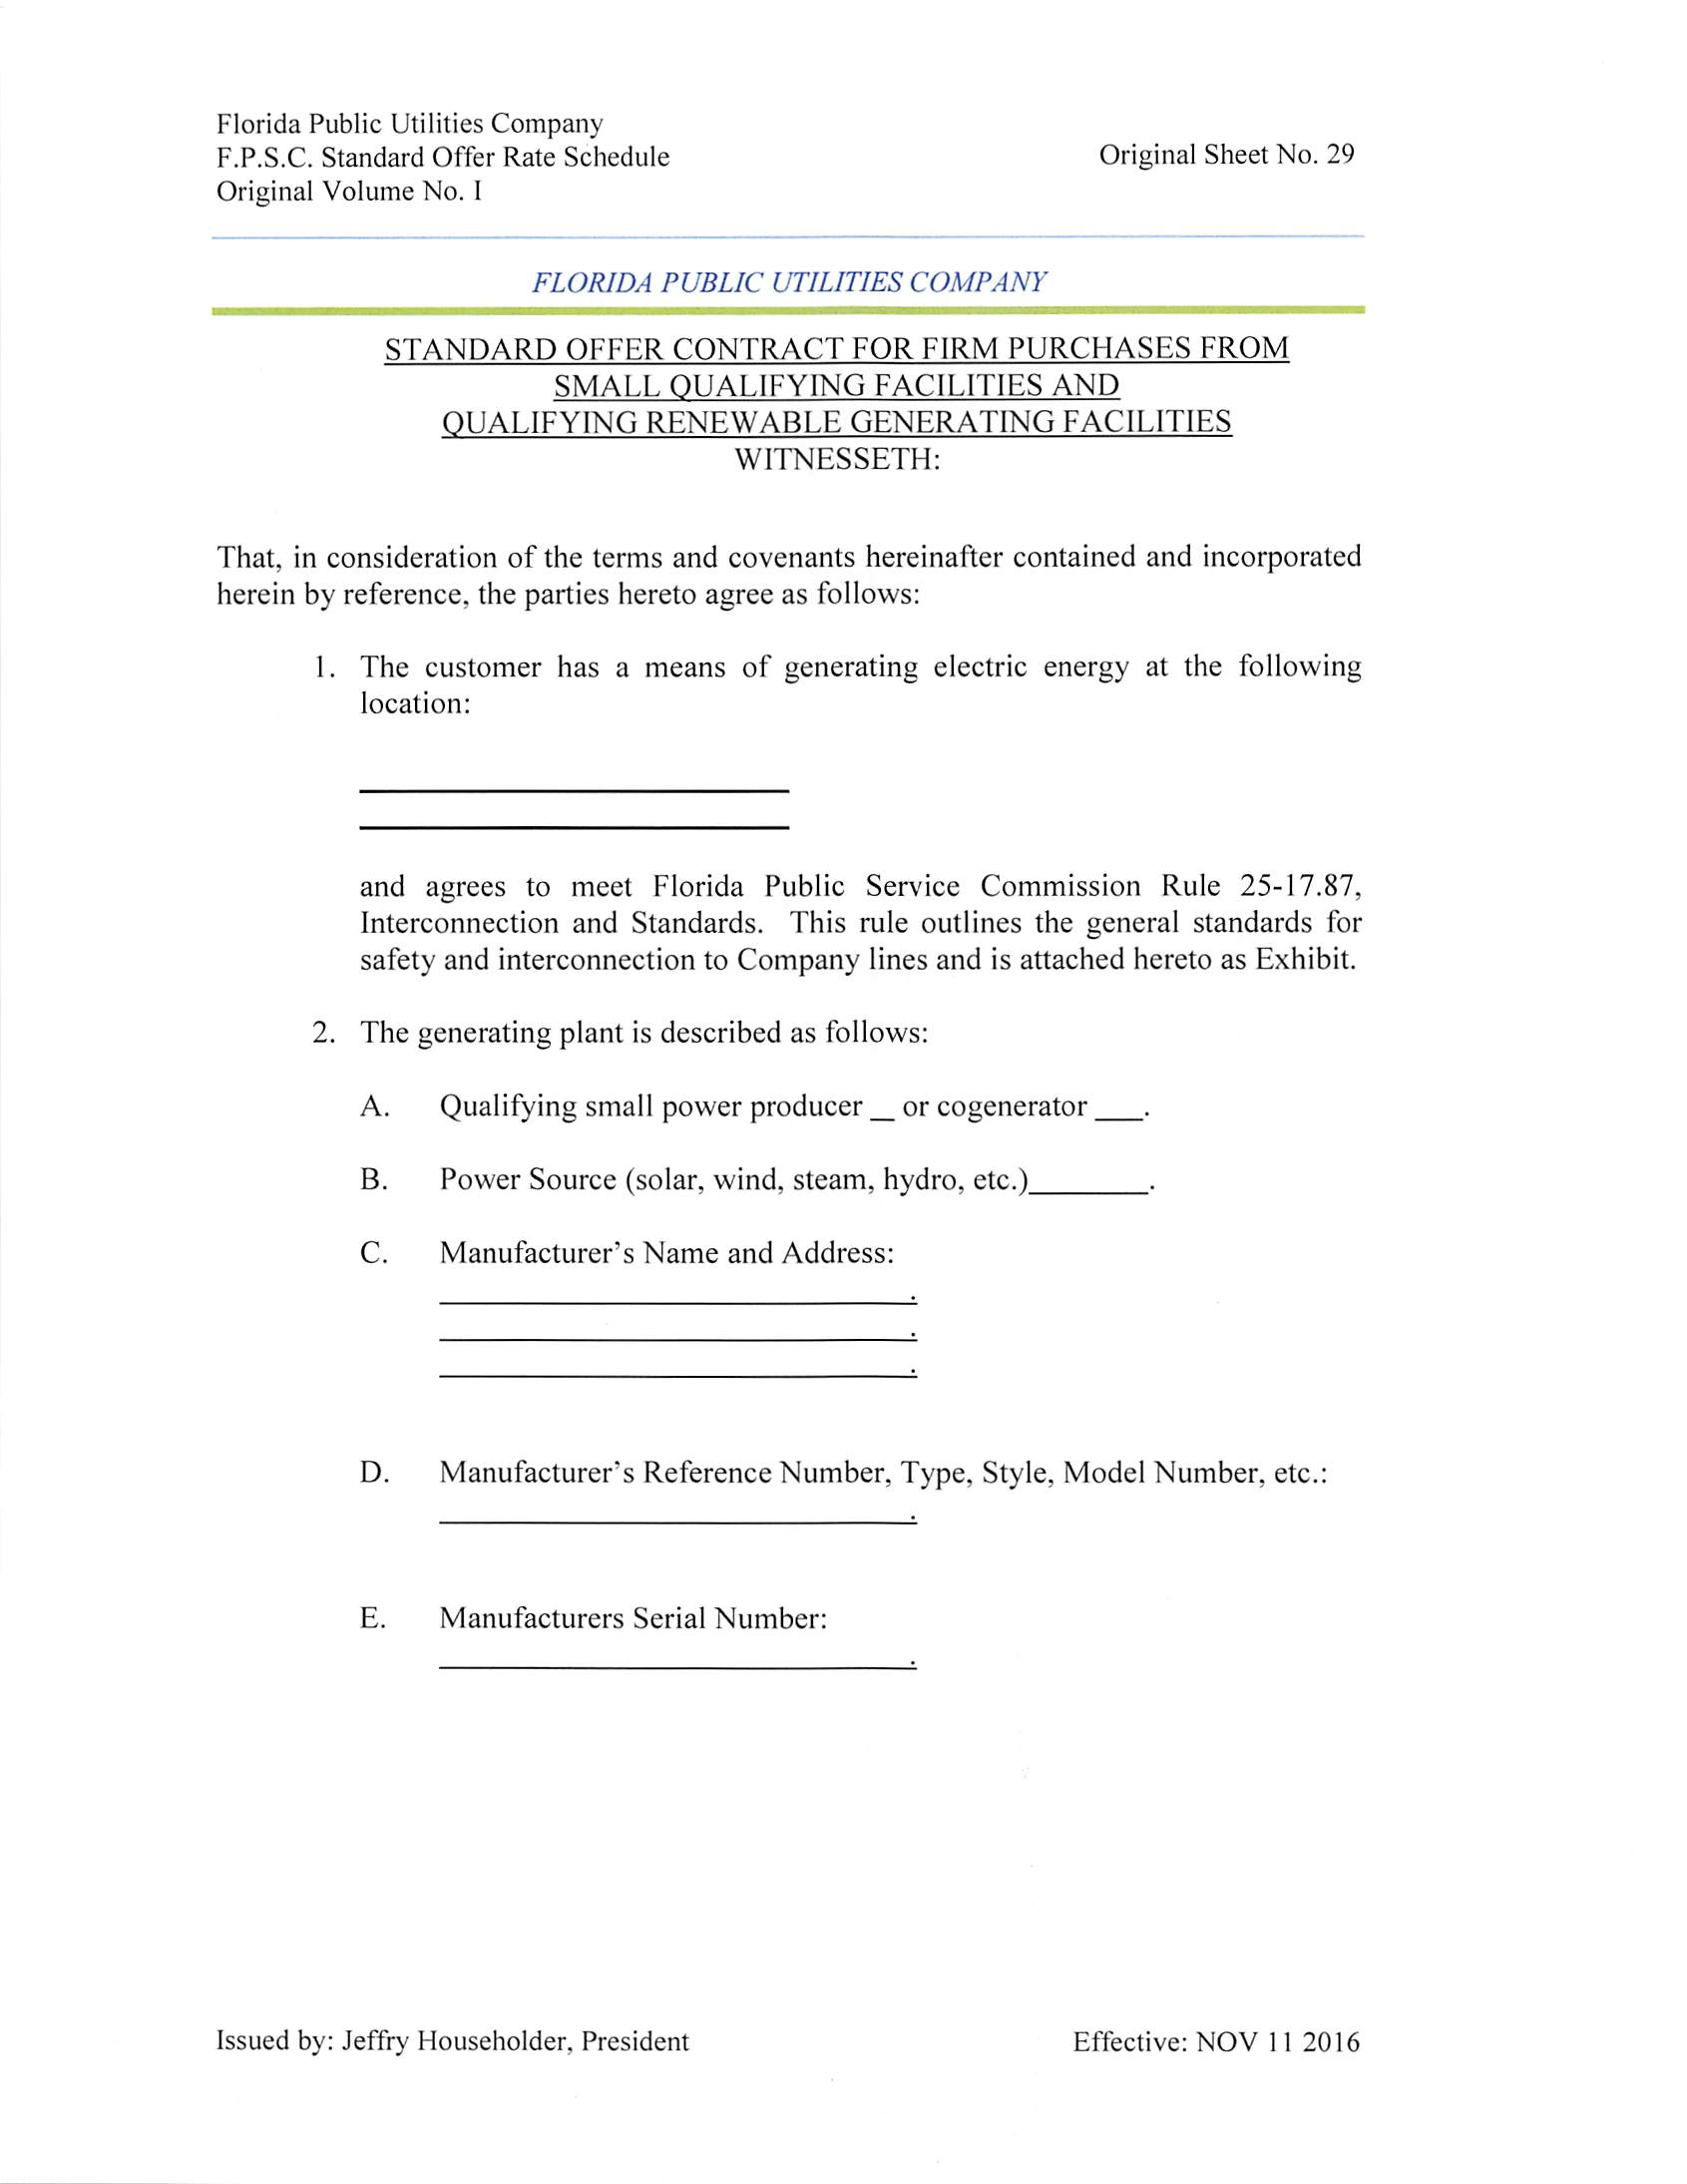 Florida Public Utilities Company
F.P.S.C. Standard Offer Rate Schedule
Original Sheet No. 29
Original Volume No. I
FLORIDA PUBLIC UTILITIES COMPANY
STANDARD OFFER CONTRACT FOR FIRM PURCHASES FROM
SMALL QUALIFYING FACILITIES AND
QUALIFYING RENEWABLE GENERATING FACILITIES
WITNESSETH:
That, in consideration of the terms and covenants hereinafter contained and incorporated
herein by reference, the parties hereto agree as follows:
1. The customer has a means of generating electric energy at the following
location:
and agrees to meet Florida Public Service Commission Rule 25-17.87,
Interconnection and Standards. This rule outlines the general standards for
safety and interconnection to Company lines and is attached hereto as Exhibit.
2. The generating plant is described as follows:
A. Qualifying small power producer _ or cogenerator ___.
B. Power Source (solar, wind, steam, hydro, etc.)________.
C. Manufacturer's Name and Address:
______________________________.
______________________________.
______________________________.
D. Manufacturer's Reference Number, Type, Style, Model Number, etc.:
______________________________.
E. Manufacturers Serial Number:
______________________________.
Issued by: Jeffry Householder, President
Effective: NOV 11 2016